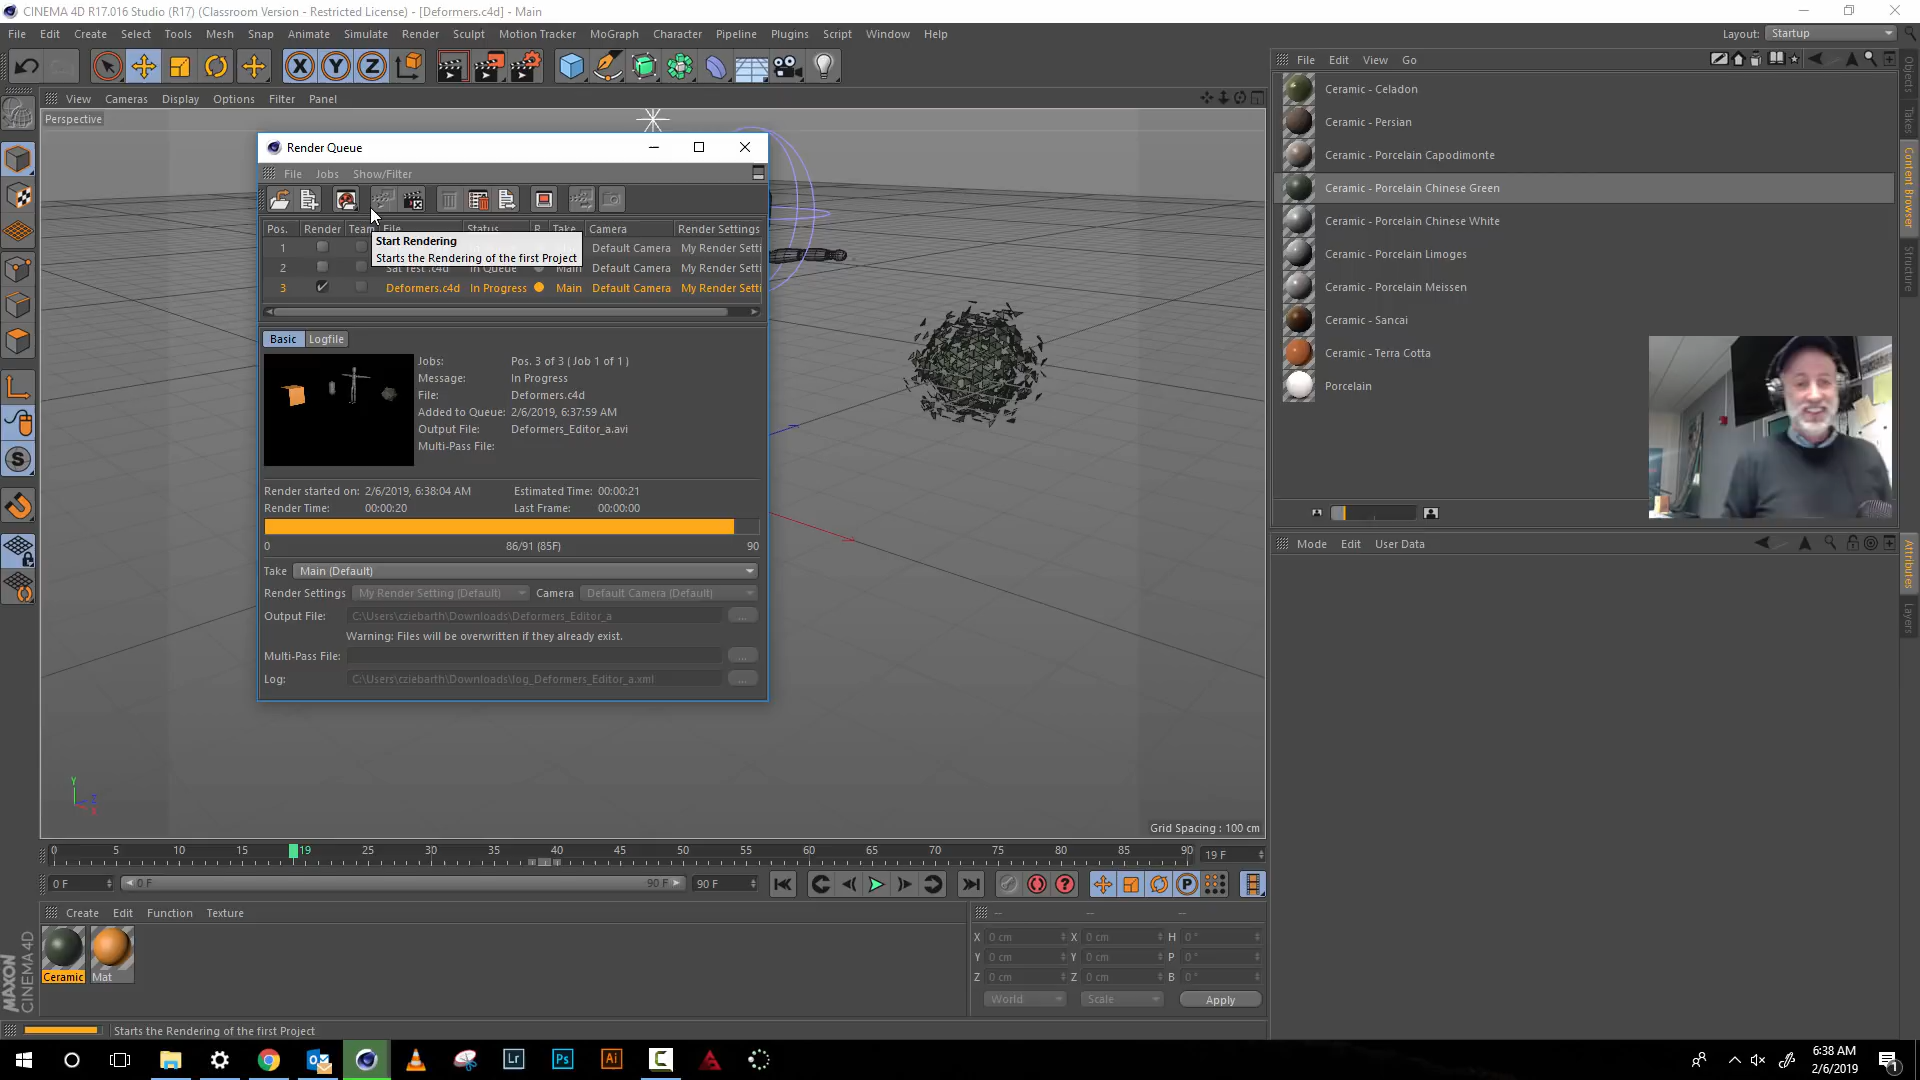 CINEMA 4D R17.016 Studio (R17) (Classroom Version - Restricted License) - [Deformers.c4d] - Main
File Edit Create Select Tools Mesh Snap Animate Simulate Render Sculpt Motion Tracker MoGraph Character Pipeline Plugins Script Window Help
Layout: Startup
X Y Z
View Cameras Display Options Filter Panel
Perspective
Render Queue
File Jobs Show/Filter
Pos. Render Team File Status R Take Camera Render Settings
Start Rendering
Starts the Rendering of the first Project
1 Default Camera My Render Setti
2 In Queue Main Default Camera My Render Setti
3 Deformers.c4d In Progress Main Default Camera My Render Setti
Basic Logfile
Jobs: Pos. 3 of 3 ( Job 1 of 1 )
Message: In Progress
File: Deformers.c4d
Added to Queue: 2/6/2019, 6:37:59 AM
Output File: Deformers_Editor_a.avi
Multi-Pass File:
Render started on: 2/6/2019, 6:38:04 AM Estimated Time: 00:00:21
Render Time: 00:00:20 Last Frame: 00:00:00
0 86/91 (85F) 90
Take Main (Default)
Render Settings My Render Setting (Default) Camera Default Camera (Default)
Output File: C:\Users\cziebarth\Downloads\Deformers_Editor_a ...
Warning: Files will be overwritten if they already exist.
Multi-Pass File: ...
Log: C:\Users\cziebarth\Downloads\log_Deformers_Editor_a.xml ...
Y
Z
X
Grid Spacing : 100 cm
File Edit View Go
Ceramic - Celadon
Ceramic - Persian
Ceramic - Porcelain Capodimonte
Ceramic - Porcelain Chinese Green
Ceramic - Porcelain Chinese White
Ceramic - Porcelain Limoges
Ceramic - Porcelain Meissen
Ceramic - Sancai
Ceramic - Terra Cotta
Porcelain
Objects
Takes
Content Browser
Structure
Mode Edit User Data
Attributes
Layers
0 5 10 15 19 25 30 35 40 45 50 55 60 65 70 75 80 85 90 19 F
0 F 0 F 90 F 90 F
Create Edit Function Texture
Ceramic Mat
-- -- --
X 0 cm X 0 cm H 0 °
Y 0 cm Y 0 cm P 0 °
Z 0 cm Z 0 cm B 0 °
World Scale Apply
MAXON
CINEMA 4D
Starts the Rendering of the first Project
Lr Ps Ai C
6:38 AM
2/6/2019
1